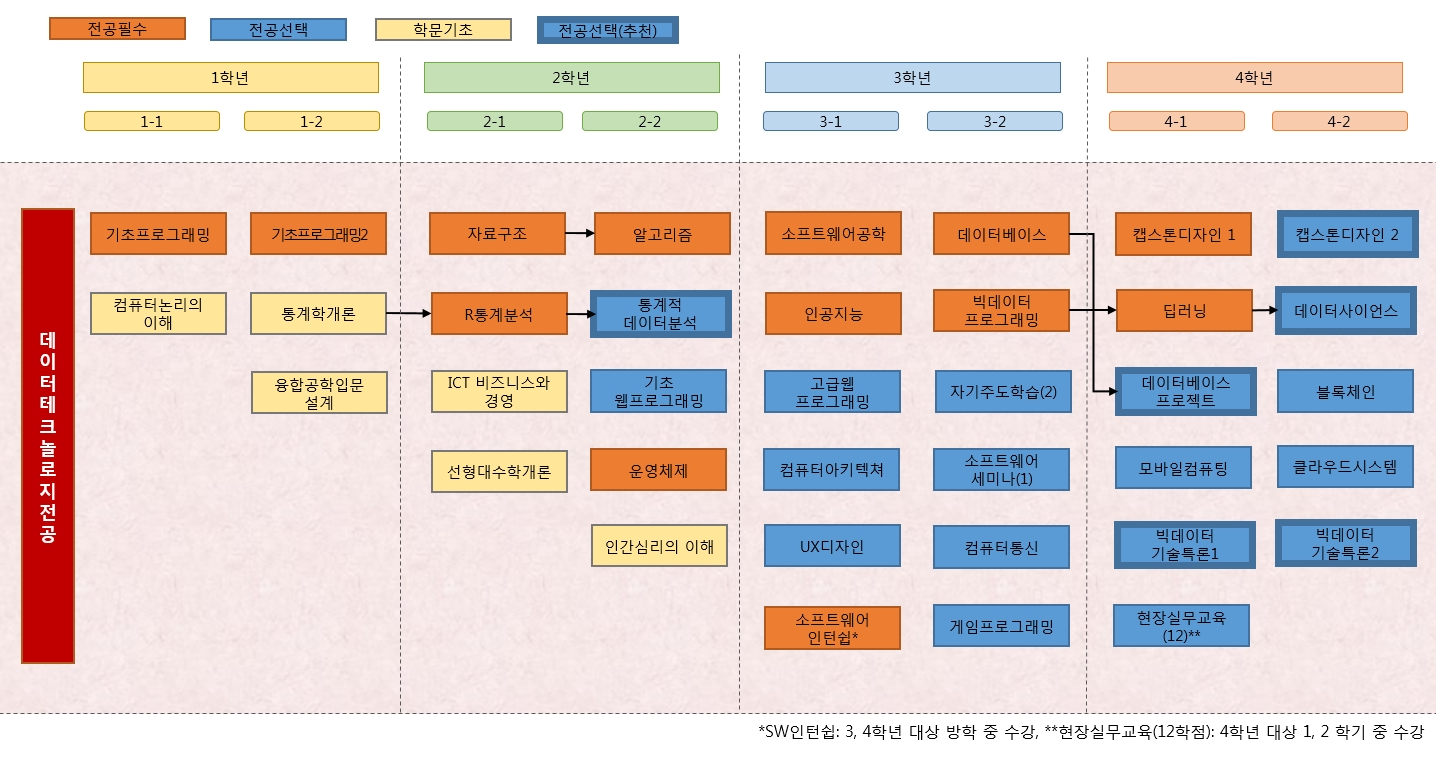 전공필수 전공선택 학문기초 전공선택(추천)
1학년 2학년 3학년 4학년
1-1 1-2 2-1 2-2 3-1 3-2 4-1 4-2
데이터테크놀로지전공
기초프로그래밍 기초프로그래밍2 자료구조 알고리즘 소프트웨어공학 데이터베이스 캡스톤디자인 1 캡스톤디자인 2
컴퓨터논리의
이해
통계학개론
R통계분석
통계적
데이터분석
인공지능
빅데이터
프로그래밍
딥러닝
데이터사이언스
융합공학입문
설계
ICT 비즈니스와
경영
기초
웹프로그래밍
고급웹
프로그래밍
자기주도학습(2)
데이터베이스
프로젝트
블록체인
선형대수학개론
운영체제
컴퓨터아키텍쳐
소프트웨어
세미나(1)
모바일컴퓨팅
클라우드시스템
인간심리의 이해
UX디자인
컴퓨터통신
빅데이터
기술특론1
빅데이터
기술특론2
소프트웨어
인턴쉽*
게임프로그래밍
현장실무교육
(12)**
*SW인턴쉽: 3, 4학년 대상 방학 중 수강, **현장실무교육(12학점): 4학년 대상 1, 2 학기 중 수강